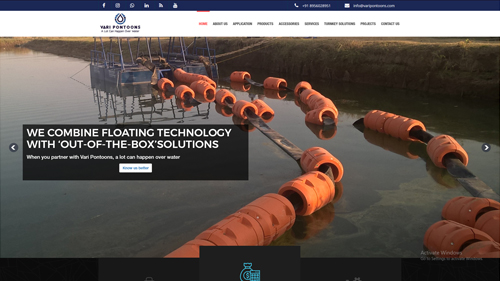 +91 8956028951
info@varipontoons.com
VARI PONTOONS
A Lot Can Happen Over Water
HOME ABOUT US APPLICATION PRODUCTS ACCESSORIES SERVICES TURNKEY SOLUTIONS PROJECTS CONTACT US
WE COMBINE FLOATING TECHNOLOGY
WITH ‘OUT-OF-THE-BOX’SOLUTIONS
When you partner with Vari Pontoons, a lot can happen over water
Know us better
Activate Windows
Go to Settings to activate Windows.